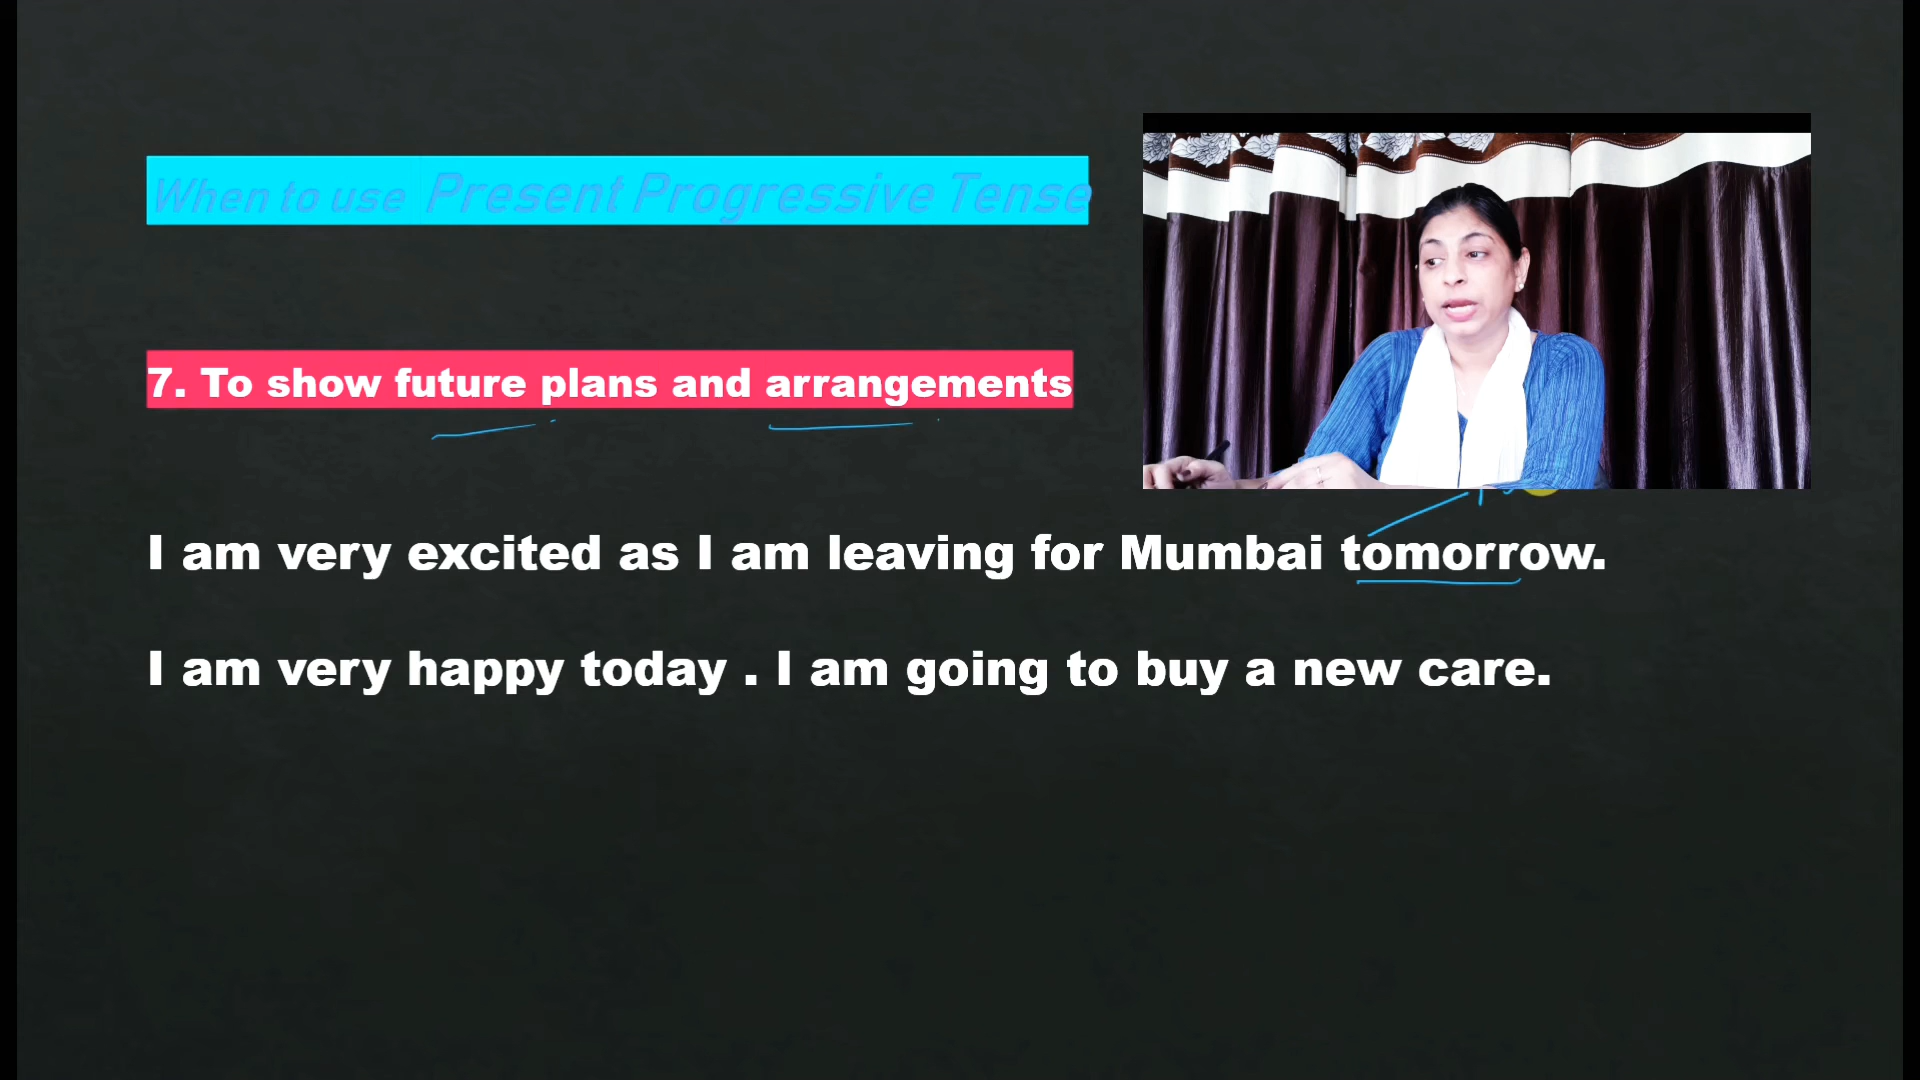 When to use Present Progressive Tense
7. To show future plans and arrangements
I am very excited as I am leaving for Mumbai tomorrow.
I am very happy today . I am going to buy a new care.